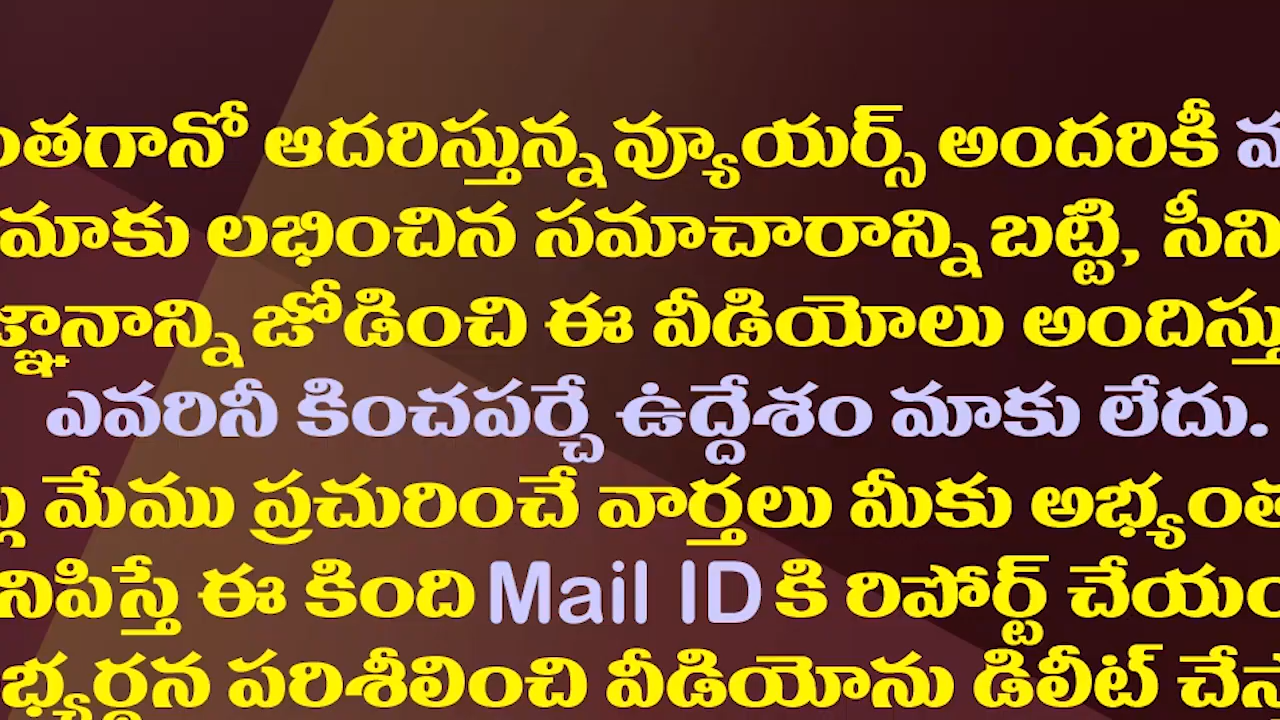 ఆదరిస్తున్న వ్యూయర్స్ అందరికీ
మాకు లభించిన సమాచారాన్ని బట్టి,
జోడించి ఈ వీడియోలు
ఎవరినీ కించపర్చే ఉద్దేశం మాకు లేదు.
మేము ప్రచురించే వార్తలు మీకు
ఈ కింది Mail ID కి రిపోర్ట్
పరిశీలించి వీడియోను డిలీట్